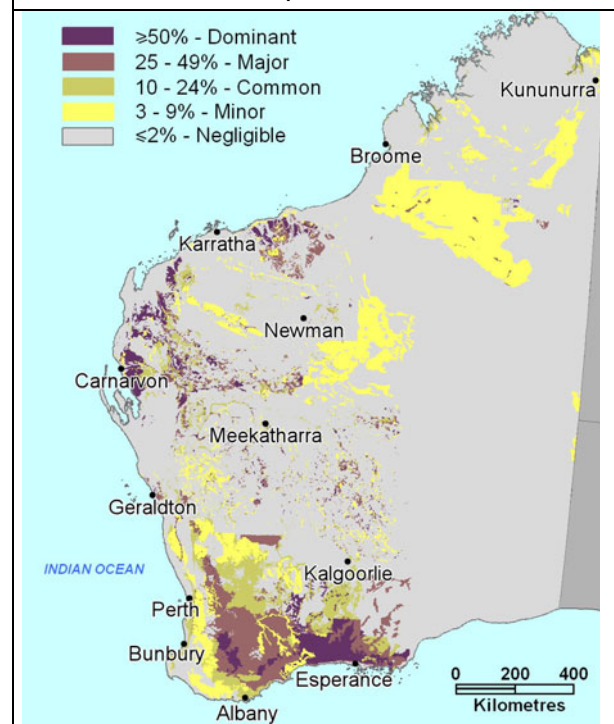 ≥50% - Dominant
25 - 49% - Major
10 - 24% - Common
3 - 9% - Minor
≤2% - Negligible
Kununurra
Broome
Karratha
Newman
Carnarvon
Meekatharra
Geraldton
INDIAN OCEAN
Kalgoorlie
Perth
Bunbury
Esperance
Albany
0 200 400
Kilometres